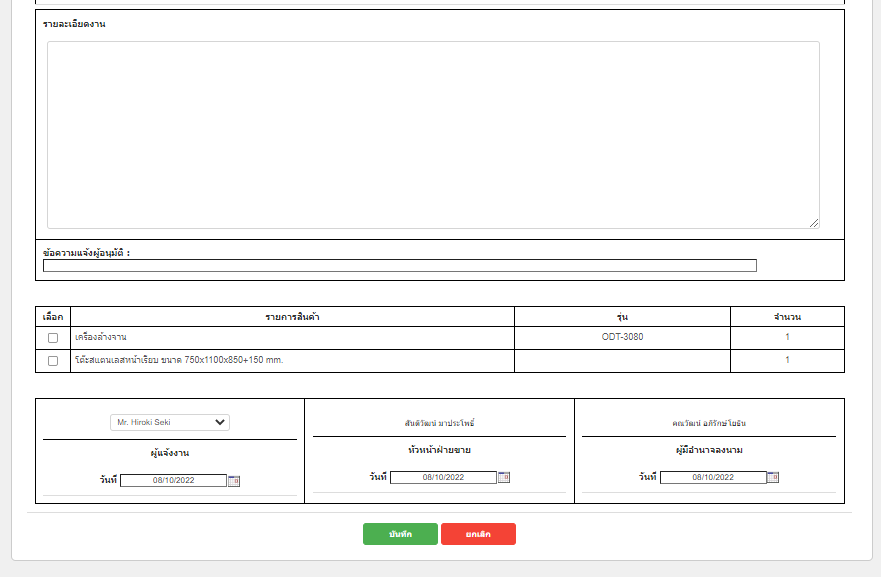 รายละเอียดงาน
ข้อความแจ้งผู้อนุมัติ :
เลือก รายการสินค้า รุ่น จำนวน
เครื่องล้างจาน ODT-3080 1
โต๊ะสแตนเลสหน้าเรียบ ขนาด 750x1100x850+150 mm. 1
Mr. Hiroki Seki สันติวัฒน์ มาประโพธิ์ คณวัฒน์ อภิรักษ์โยธิน
ผู้แจ้งงาน หัวหน้าฝ่ายขาย ผู้มีอำนาจลงนาม
วันที่ 08/10/2022 วันที่ 08/10/2022 วันที่ 08/10/2022
บันทึก ยกเลิก